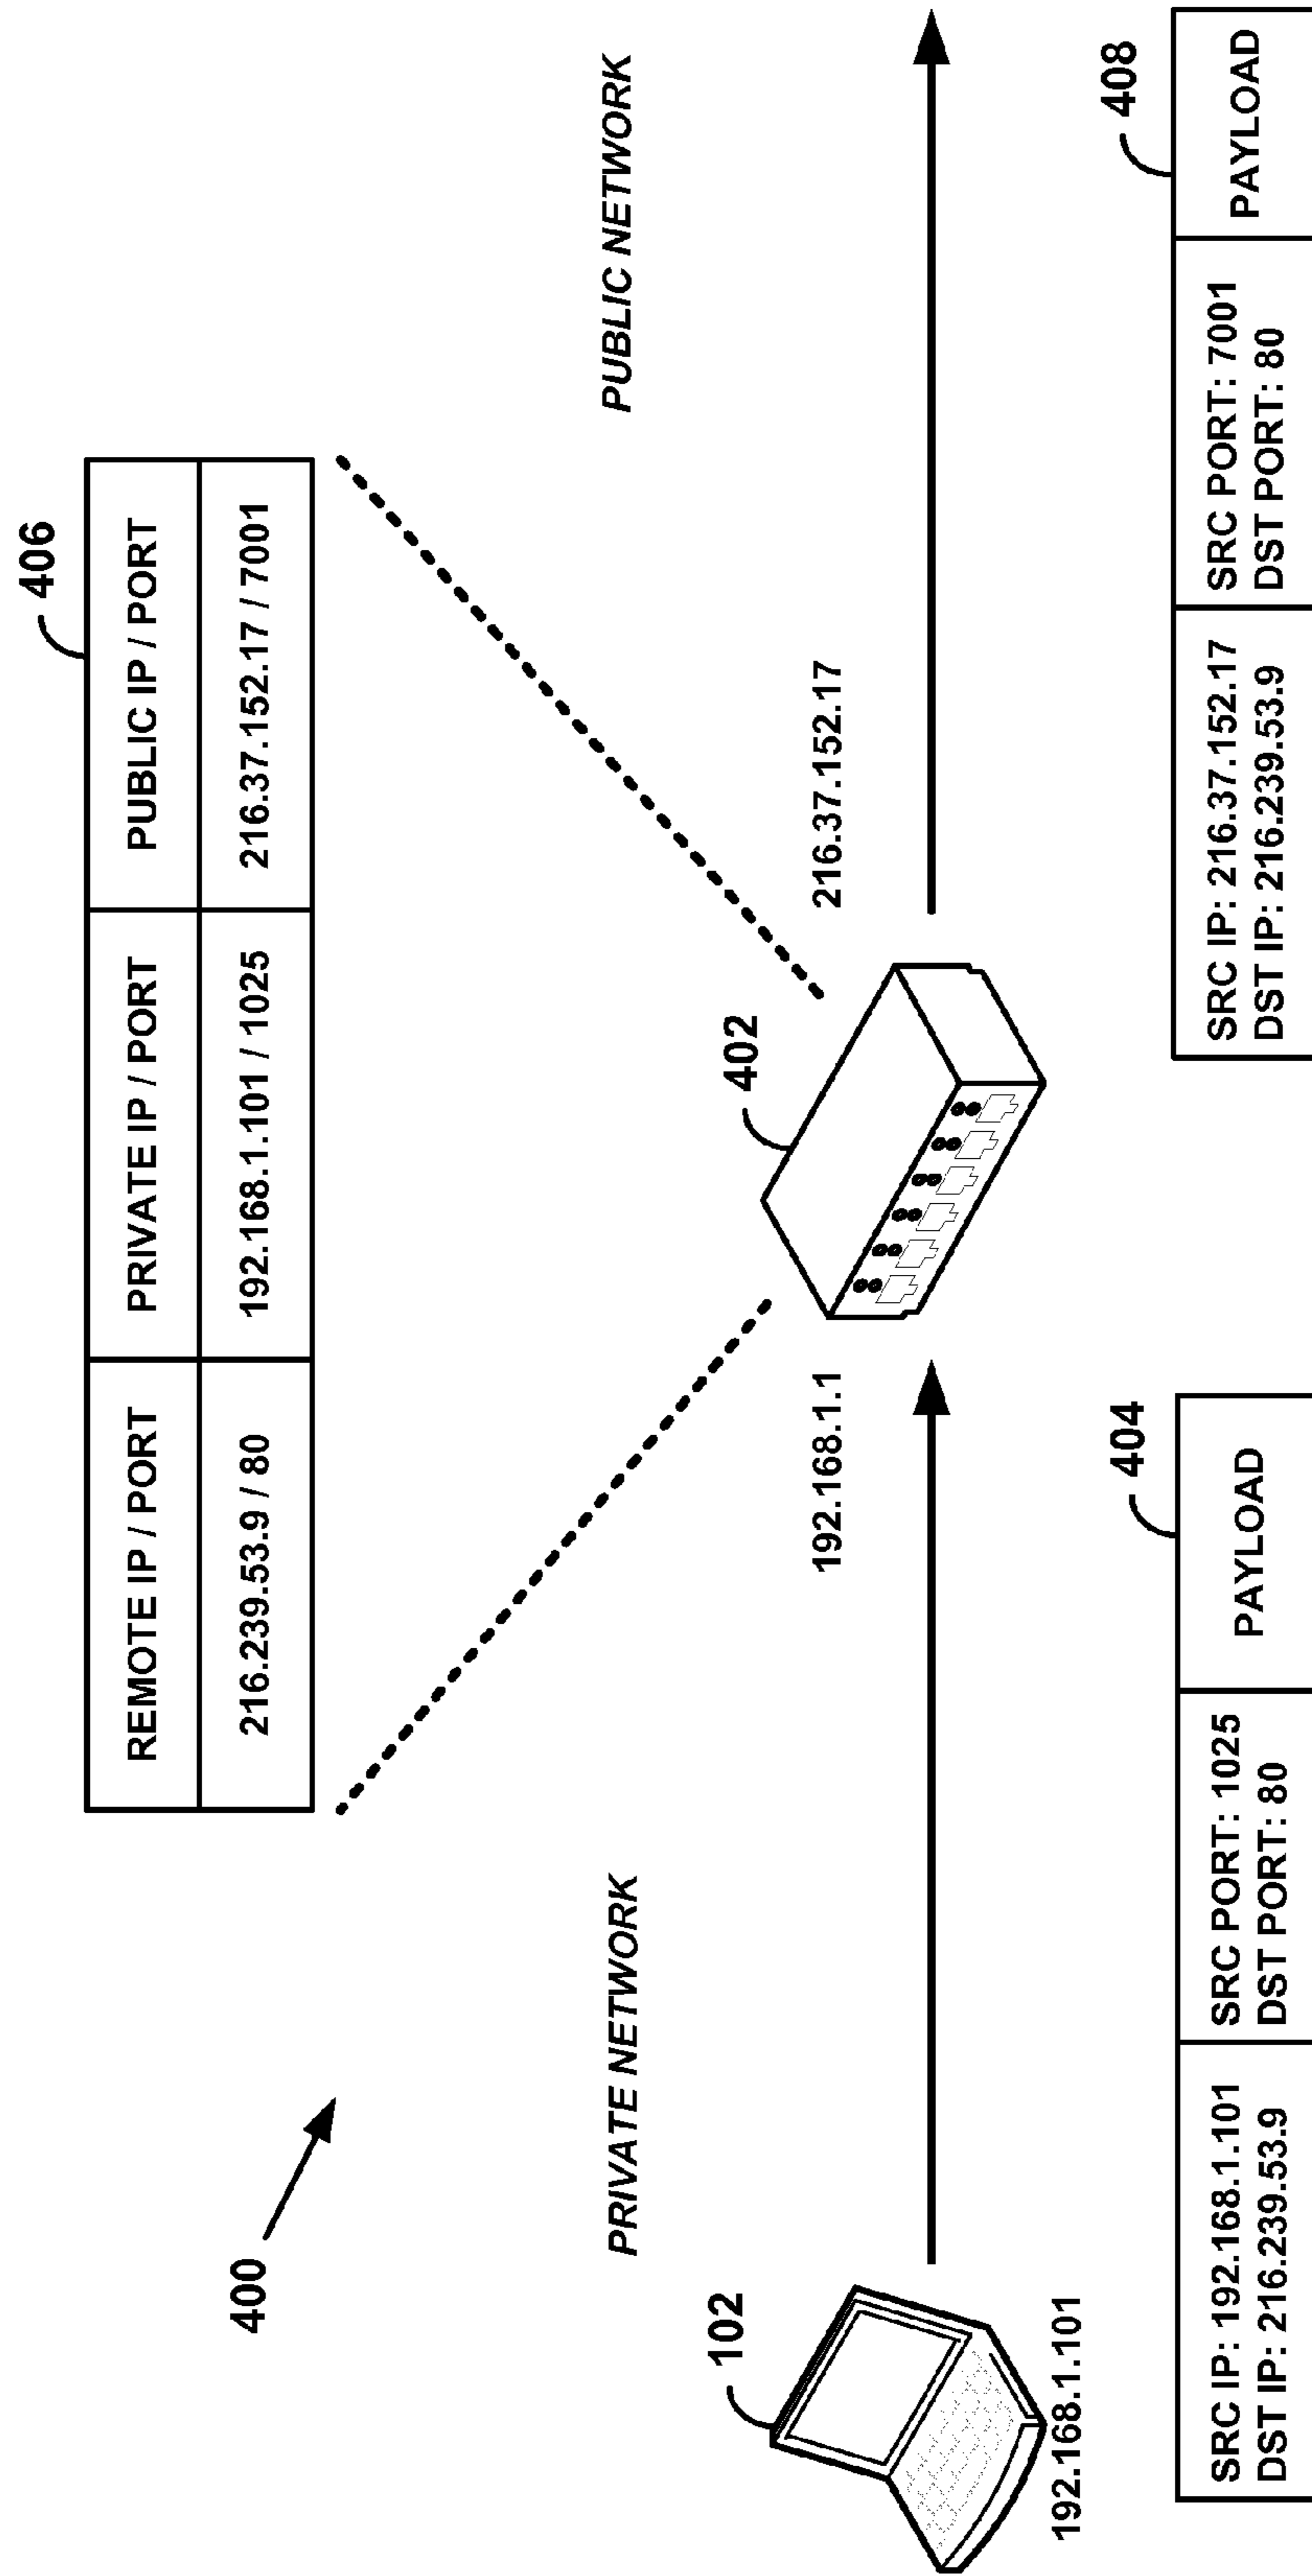 406
REMOTE IP / PORT
PRIVATE IP / PORT
PUBLIC IP / PORT
216.239.53.9 / 80
192.168.1.101 / 1025
216.37.152.17 / 7001
400
PRIVATE NETWORK
PUBLIC NETWORK
102
402
192.168.1.1
216.37.152.17
192.168.1.101
404
SRC IP: 192.168.1.101
DST IP: 216.239.53.9
SRC PORT: 1025
DST PORT: 80
PAYLOAD
408
SRC IP: 216.37.152.17
DST IP: 216.239.53.9
SRC PORT: 7001
DST PORT: 80
PAYLOAD